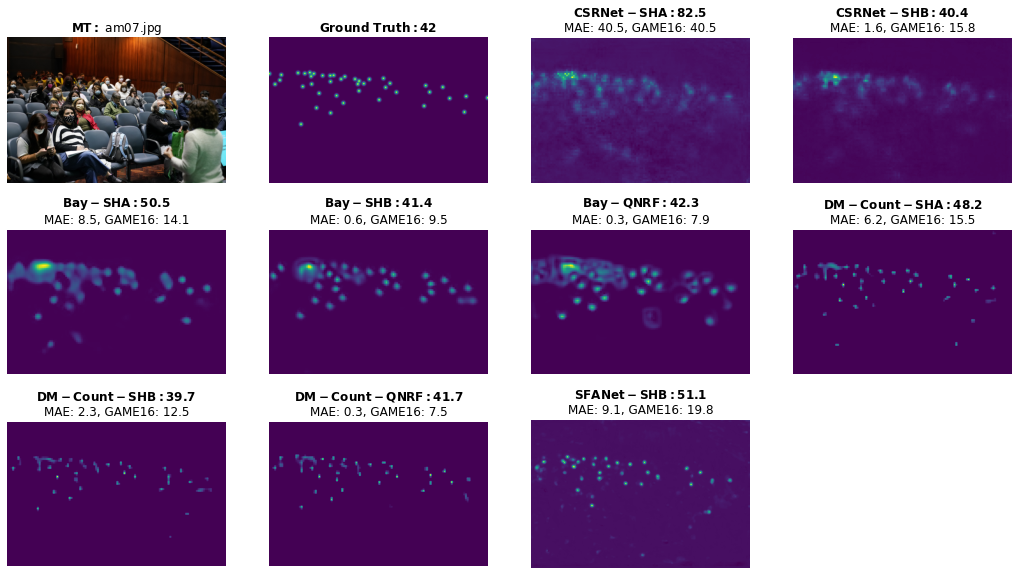 MT: am07.jpg
Ground Truth: 42
CSRNet − SHA: 82.5
MAE: 40.5, GAME16: 40.5
CSRNet − SHB: 40.4
MAE: 1.6, GAME16: 15.8
Bay − SHA: 50.5
MAE: 8.5, GAME16: 14.1
Bay − SHB: 41.4
MAE: 0.6, GAME16: 9.5
Bay − QNRF: 42.3
MAE: 0.3, GAME16: 7.9
DM − Count − SHA: 48.2
MAE: 6.2, GAME16: 15.5
DM − Count − SHB: 39.7
MAE: 2.3, GAME16: 12.5
DM − Count − QNRF: 41.7
MAE: 0.3, GAME16: 7.5
SFANet − SHB: 51.1
MAE: 9.1, GAME16: 19.8